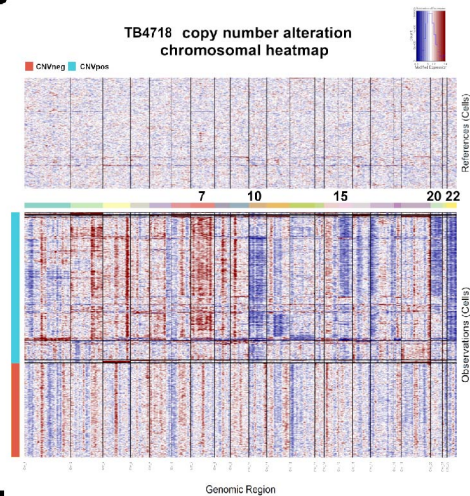 TB4718 copy number alteration
chromosomal heatmap
CNVneg CNVpos
References (Cells)
7 10 15 20 22
Observations (Cells)
Genomic Region